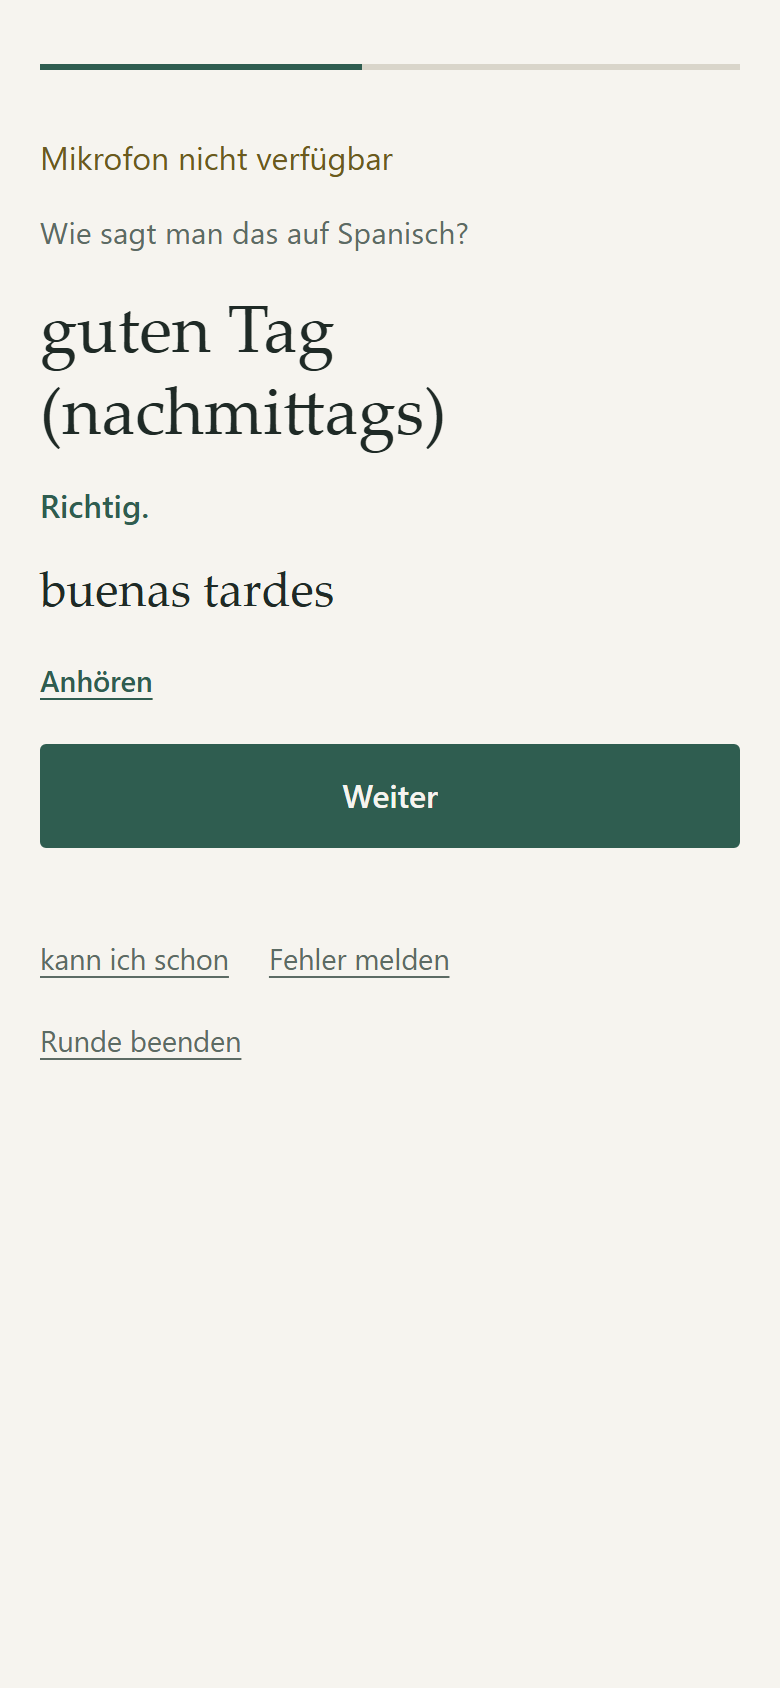 Mikrofon nicht verfügbar
Wie sagt man das auf Spanisch?
guten Tag
(nachmittags)
Richtig.
buenas tardes
Anhören
Weiter
kann ich schon Fehler melden
Runde beenden